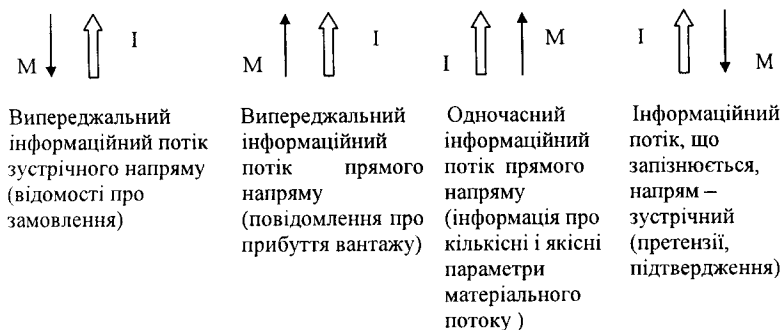 М I
М I
I М
I М
Випереджальний
інформаційний потік
зустрічного напряму
(відомості про
замовлення)
Випереджальний
інформаційний
потік прямого
напряму
(повідомлення про
прибуття вантажу)
Одночасний
інформаційний
потік прямого
напряму
(інформація про
кількісні і якісні
параметри
матеріального
потоку )
Інформаційний
потік, що
запізнюється,
напрям –
зустрічний
(претензії,
підтвердження)